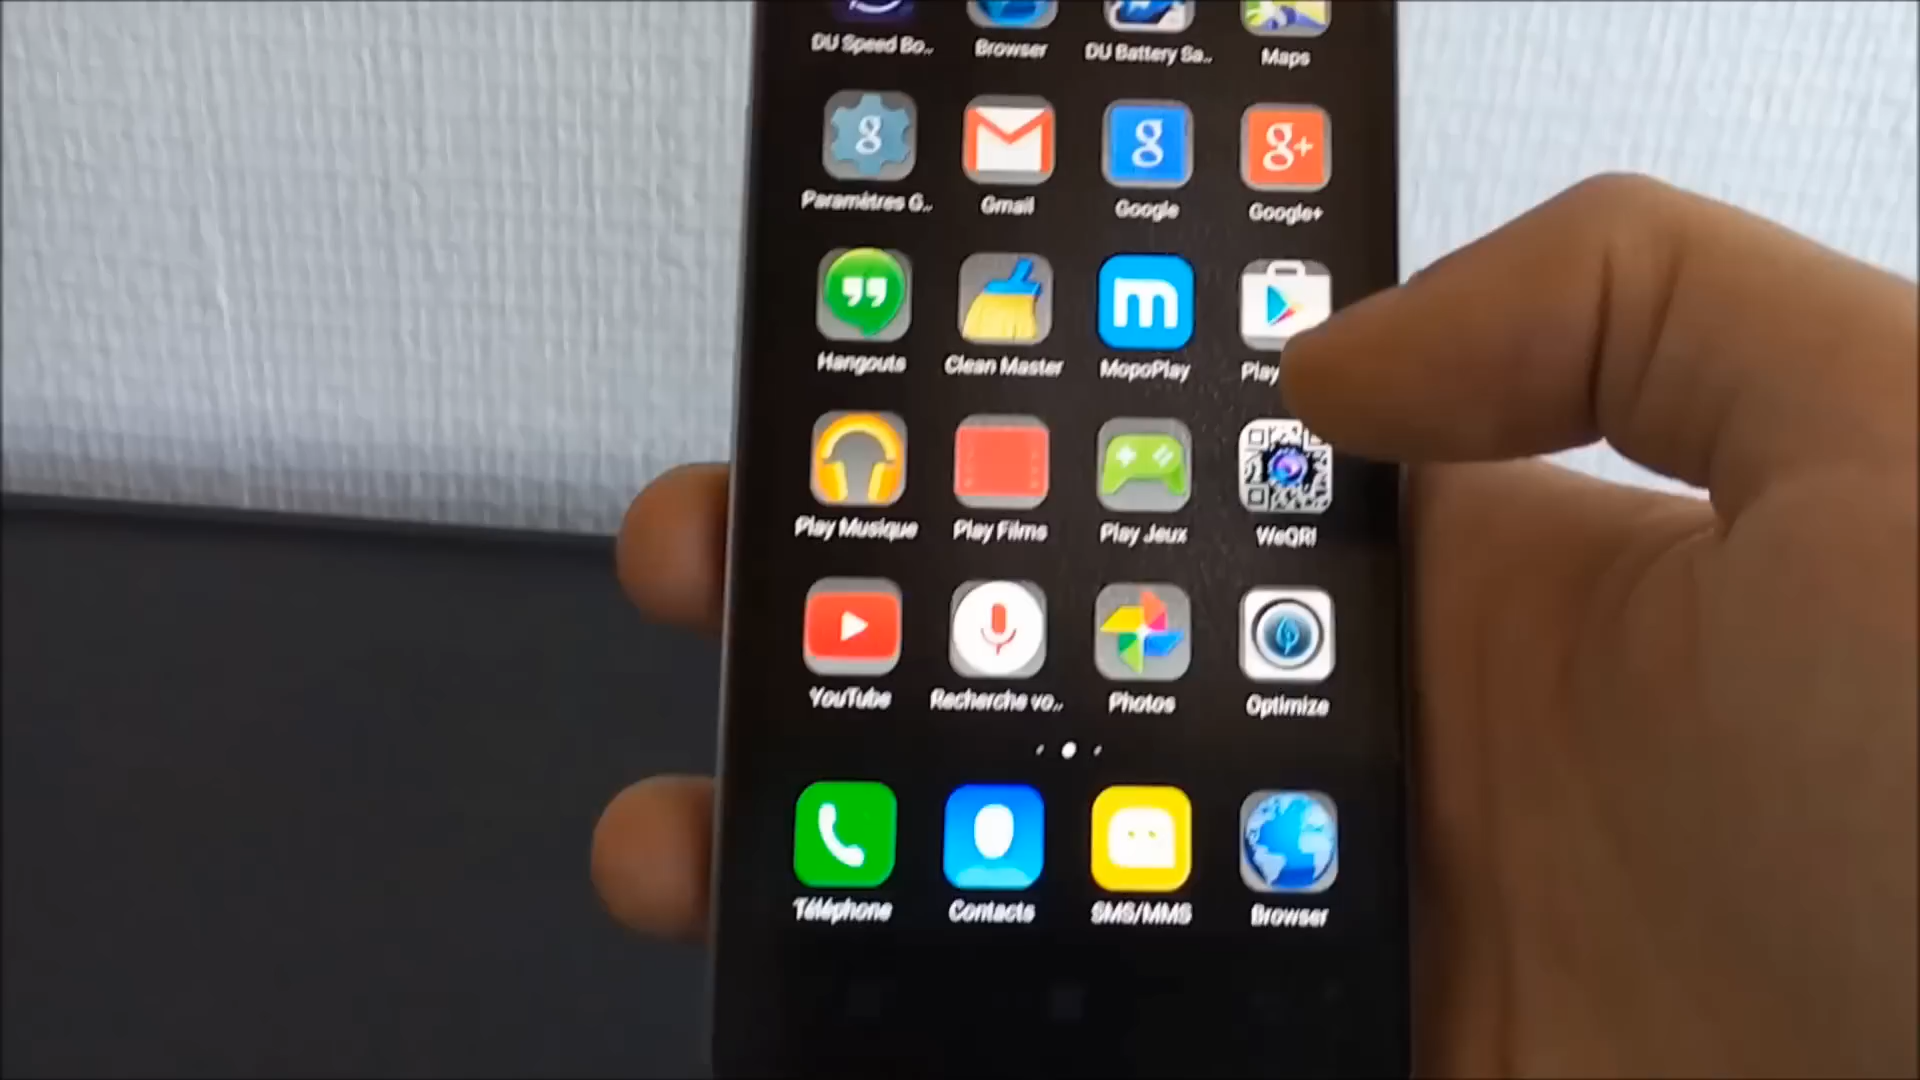 DU Speed Bo.. Browser DU Battery Sa.. Maps
g g g+
Paramètres G.. Gmail Google Google+
m
Hangouts Clean Master MopoPlay Play
Play Musique Play Films Play Jeux WeQR!
YouTube Recherche vo.. Photos Optimize
Téléphone Contacts SMS/MMS Browser